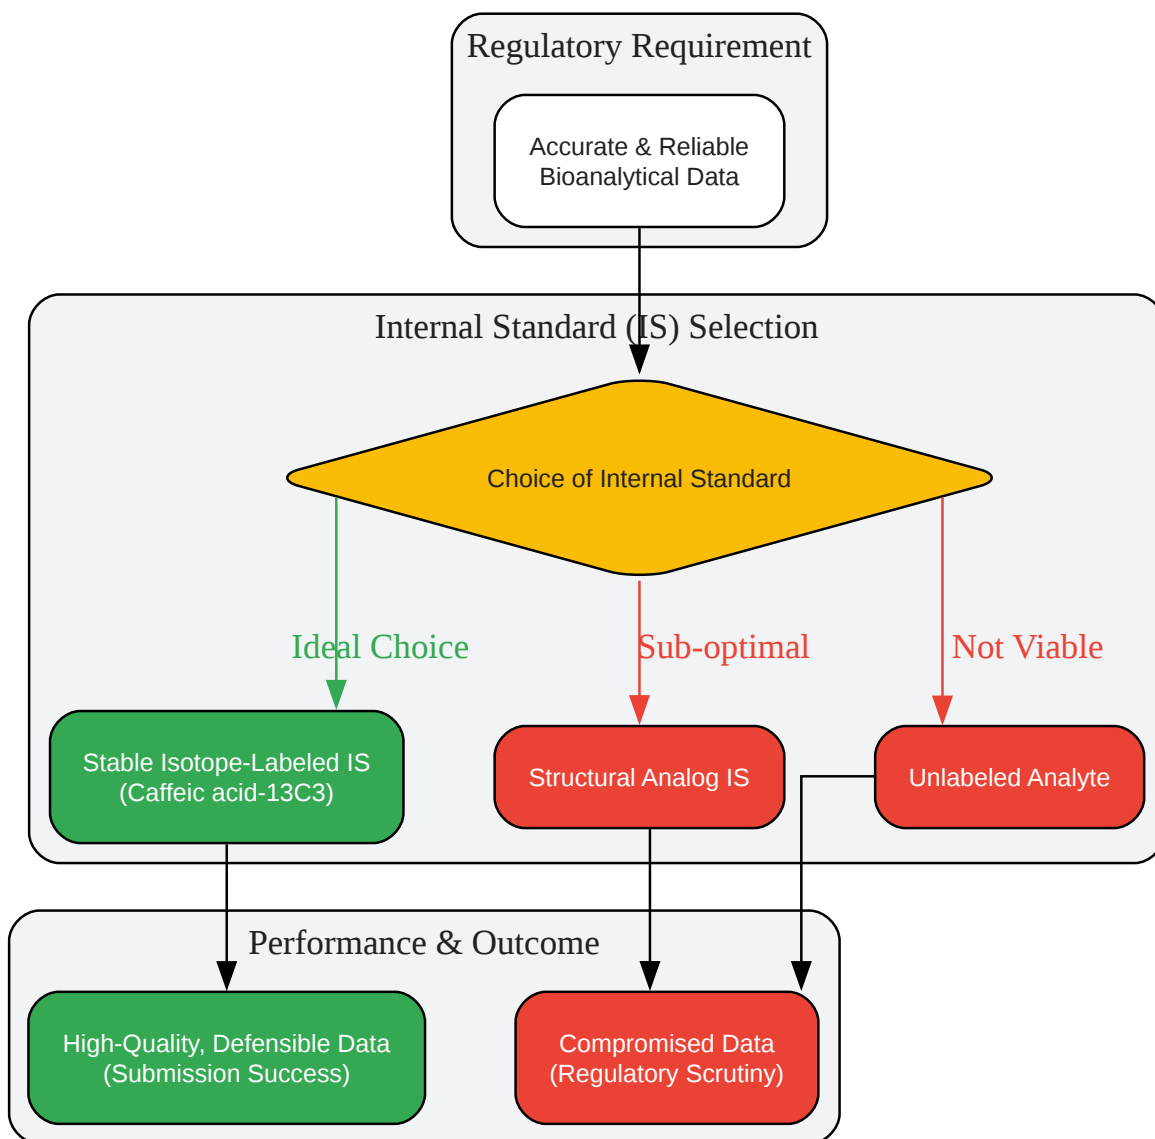 Regulatory Requirement
Accurate & Reliable
Bioanalytical Data
Internal Standard (IS) Selection
Choice of Internal Standard
Ideal Choice
Sub-optimal
Not Viable
Stable Isotope-Labeled IS
(Caffeic acid-13C3)
Structural Analog IS
Unlabeled Analyte
Performance & Outcome
High-Quality, Defensible Data
(Submission Success)
Compromised Data
(Regulatory Scrutiny)